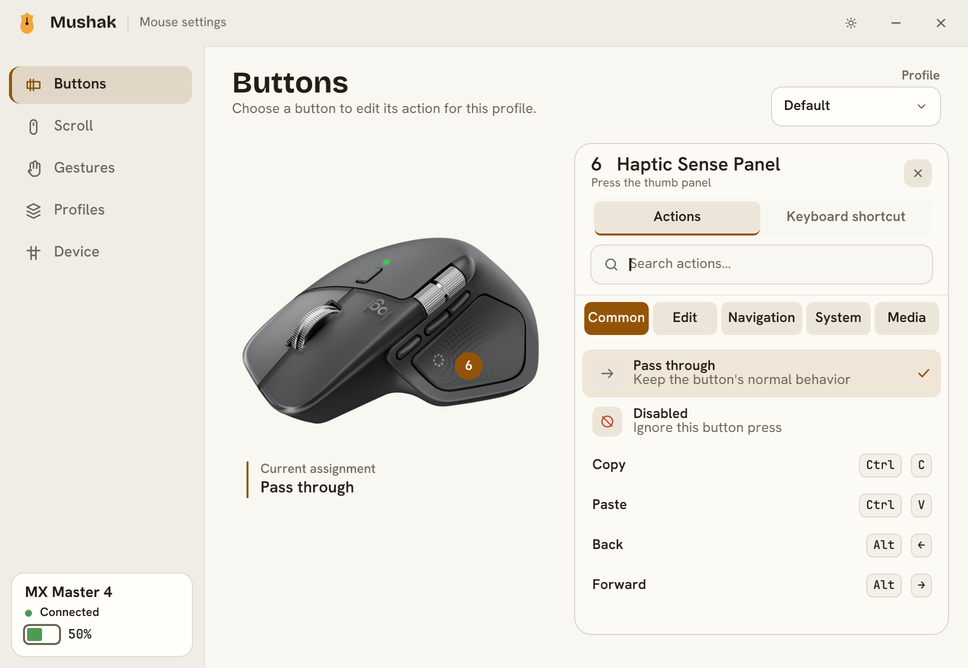 Mushak
Mouse settings
Buttons
Scroll
Gestures
Profiles
Device
MX Master 4
Connected
50%
Buttons
Choose a button to edit its action for this profile.
Profile
Default
logi
6
Current assignment
Pass through
6 Haptic Sense Panel
Press the thumb panel
Actions
Keyboard shortcut
Search actions...
Common
Edit
Navigation
System
Media
Pass through
Keep the button's normal behavior
Disabled
Ignore this button press
Copy Ctrl C
Paste Ctrl V
Back Alt ←
Forward Alt →